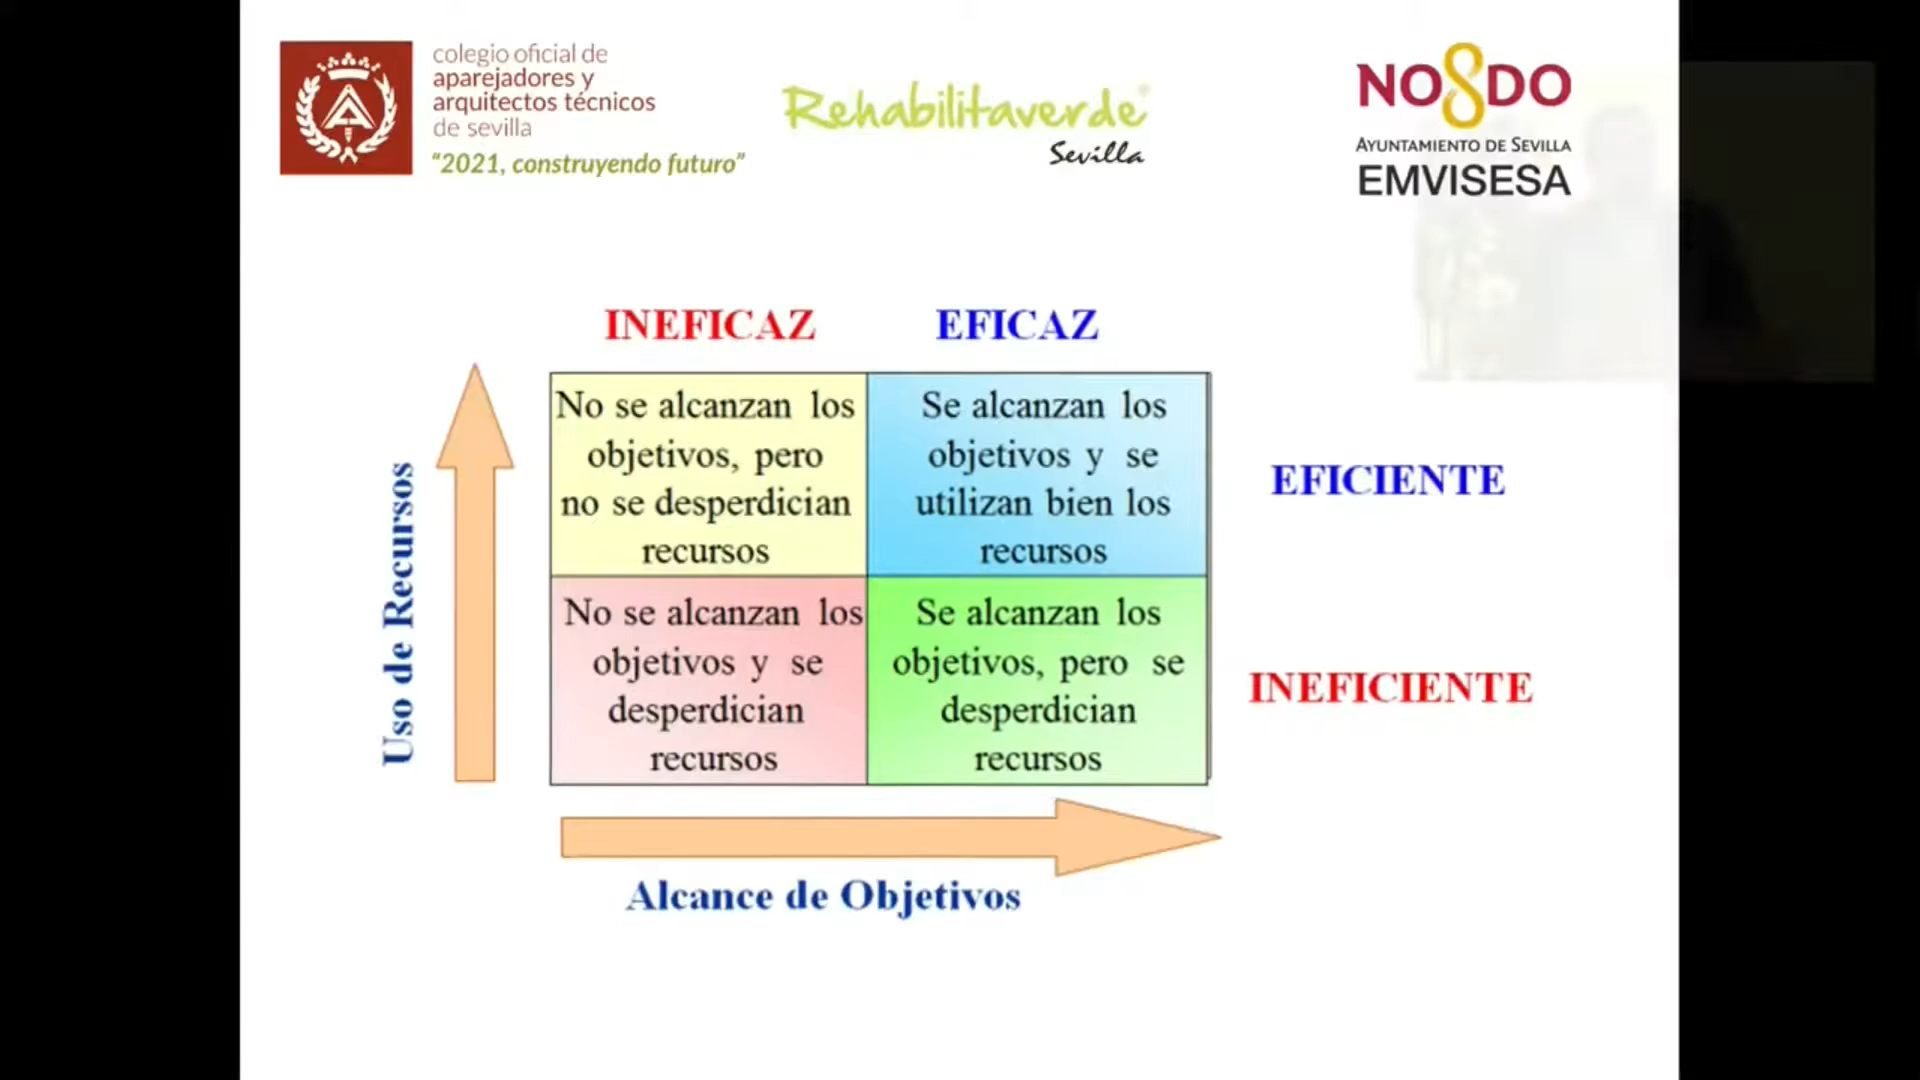 colegio oficial de
aparejadores y
arquitectos técnicos
de sevilla
“2021, construyendo futuro”
Rehabilitaverde
Sevilla
NO8DO
AYUNTAMIENTO DE SEVILLA
EMVISESA
INEFICAZ
EFICAZ
No se alcanzan los
objetivos, pero
no se desperdician
recursos
Se alcanzan los
objetivos y se
utilizan bien los
recursos
EFICIENTE
No se alcanzan los
objetivos y se
desperdician
recursos
Se alcanzan los
objetivos, pero se
desperdician
recursos
INEFICIENTE
Uso de Recursos
Alcance de Objetivos